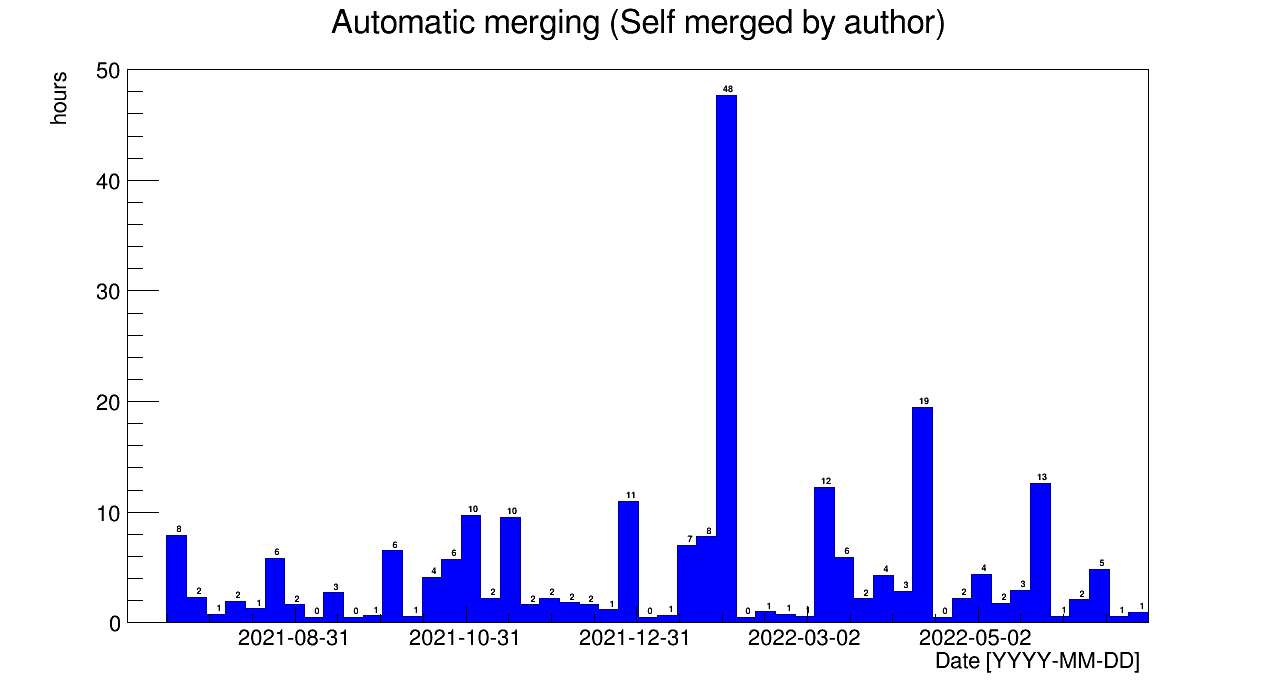 Automatic merging (Self merged by author)
hours
50
40
30
20
10
0
8 2 1 2 1 6 2 0 3 0 1 6 1 4 6 10 2 10 2 2 2 2 1 11 0 1 7 8 48 0 1 1 1 12 6 2 4 3 19 0 2 4 2 3 13 1 2 5 1 1
2021-08-31 2021-10-31 2021-12-31 2022-03-02 2022-05-02
Date [YYYY-MM-DD]